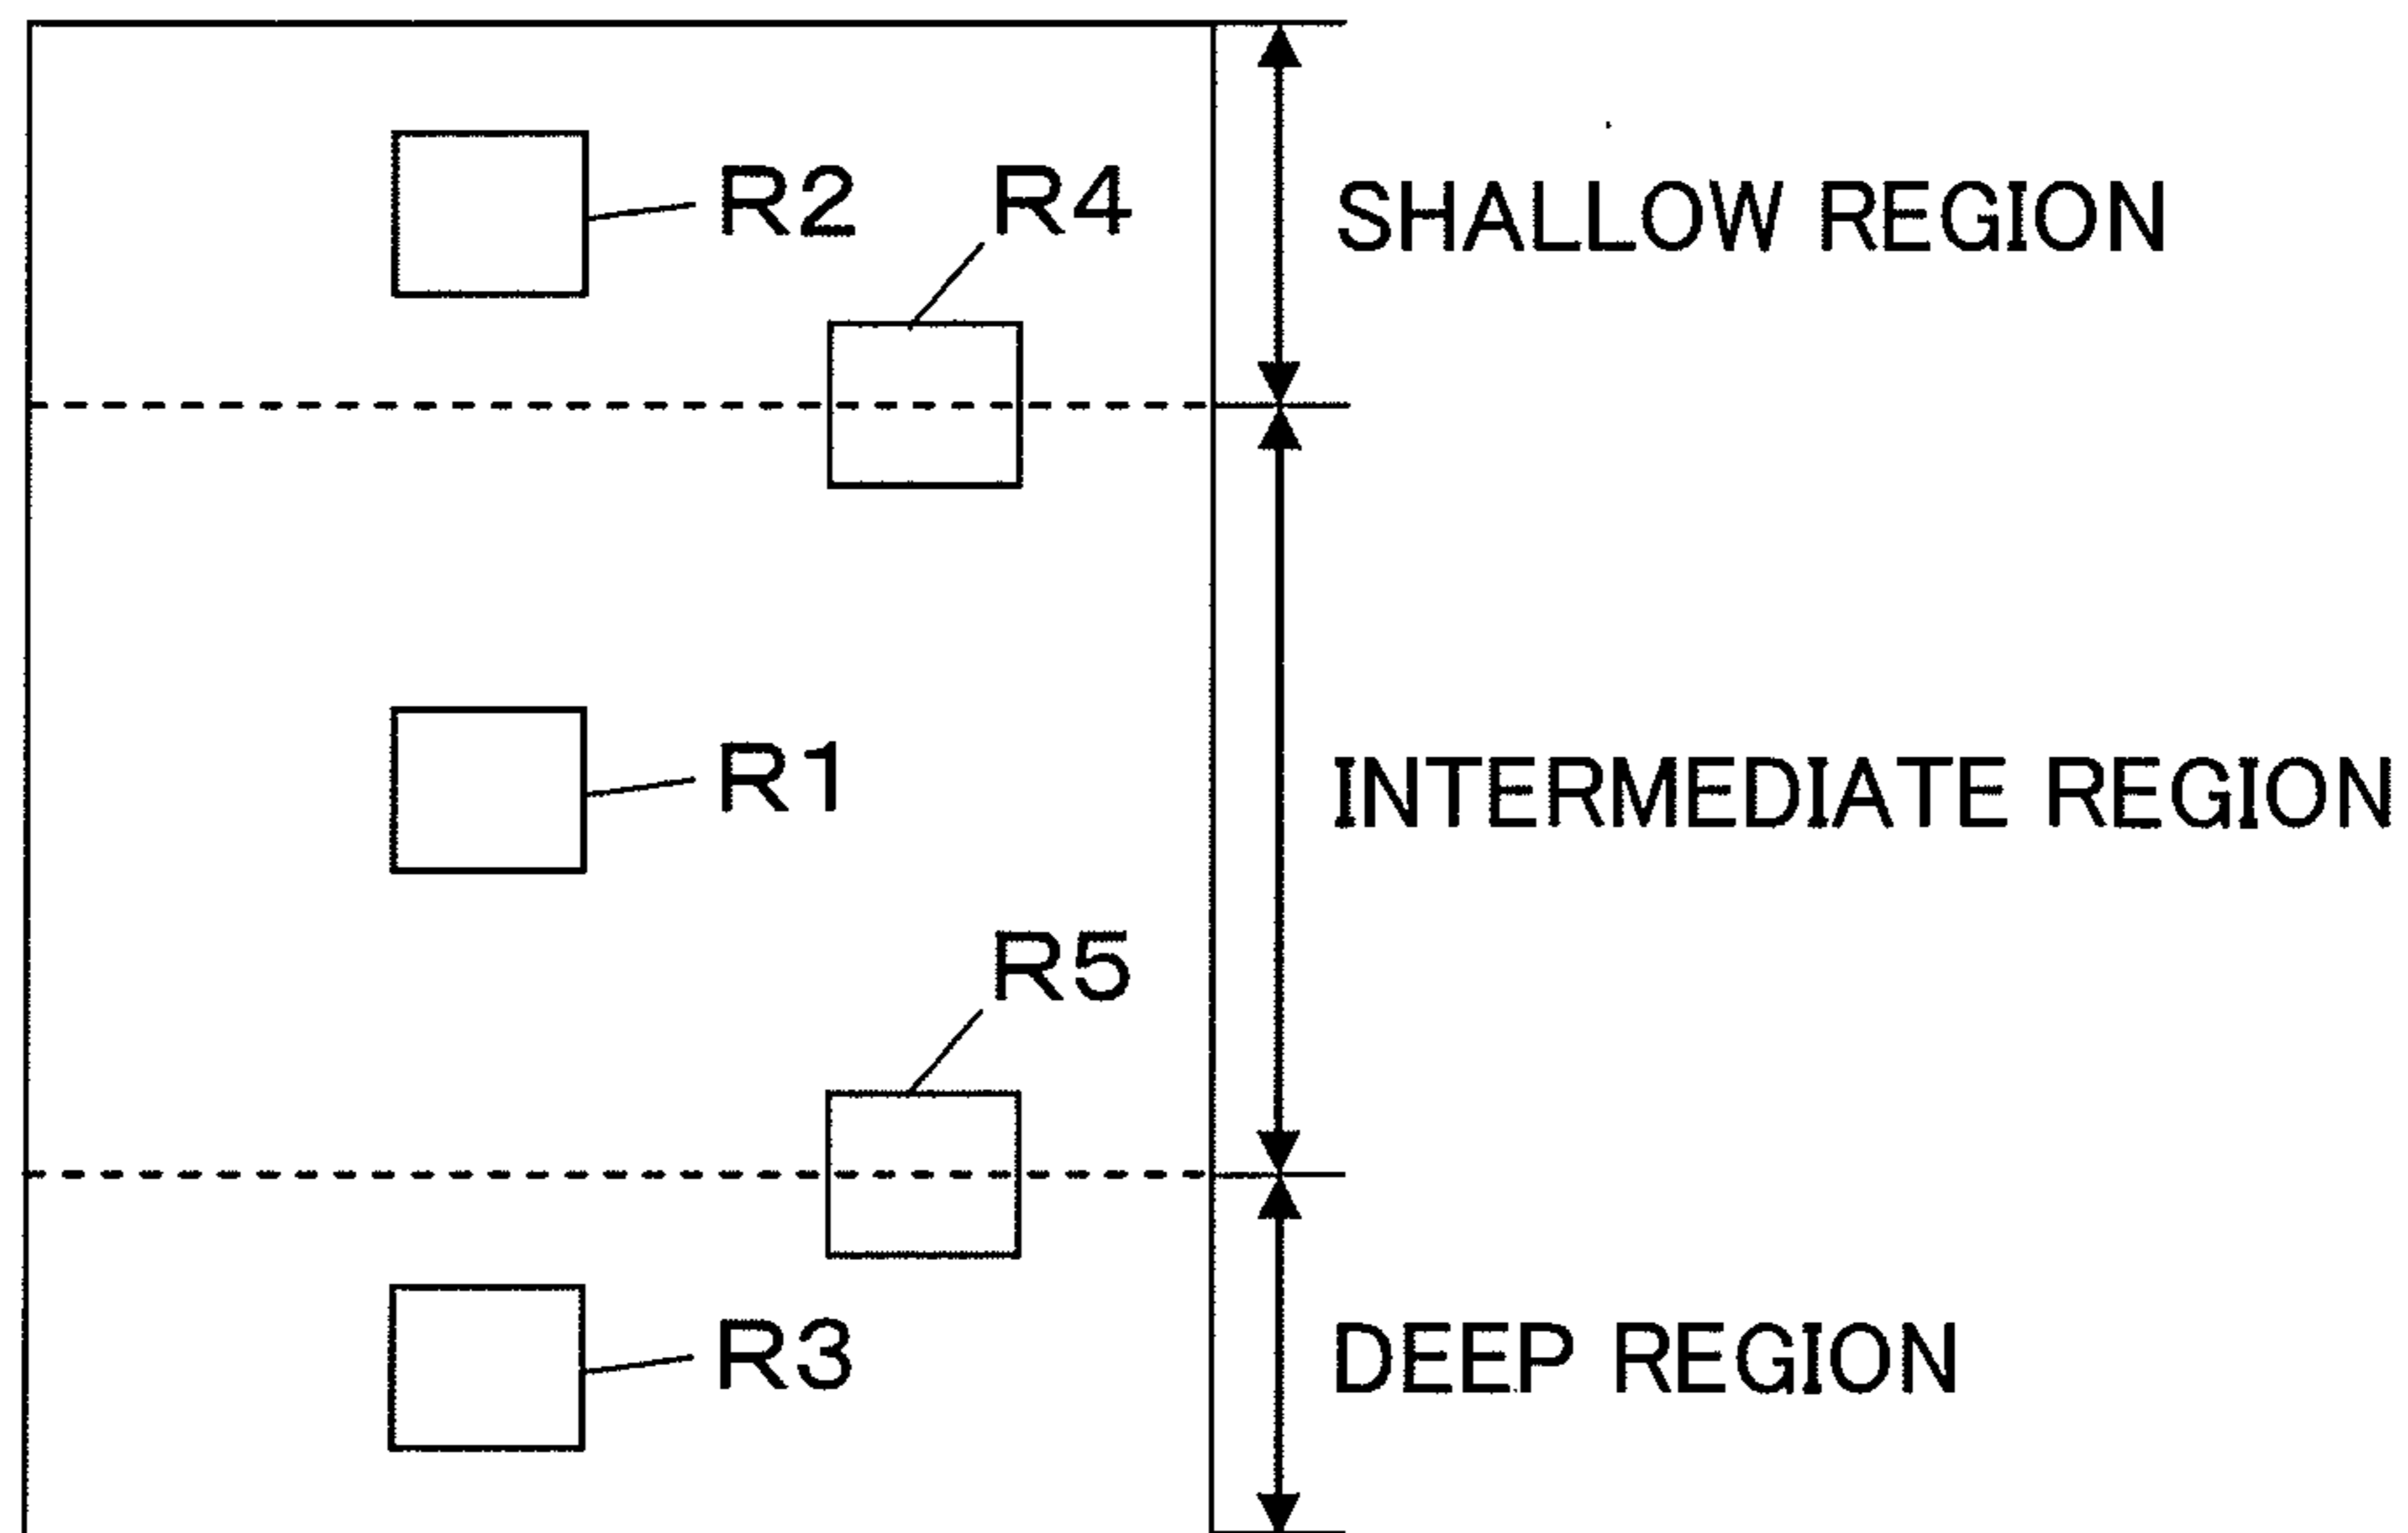 R2
R4
SHALLOW REGION
R1
INTERMEDIATE REGION
R5
R3
DEEP REGION